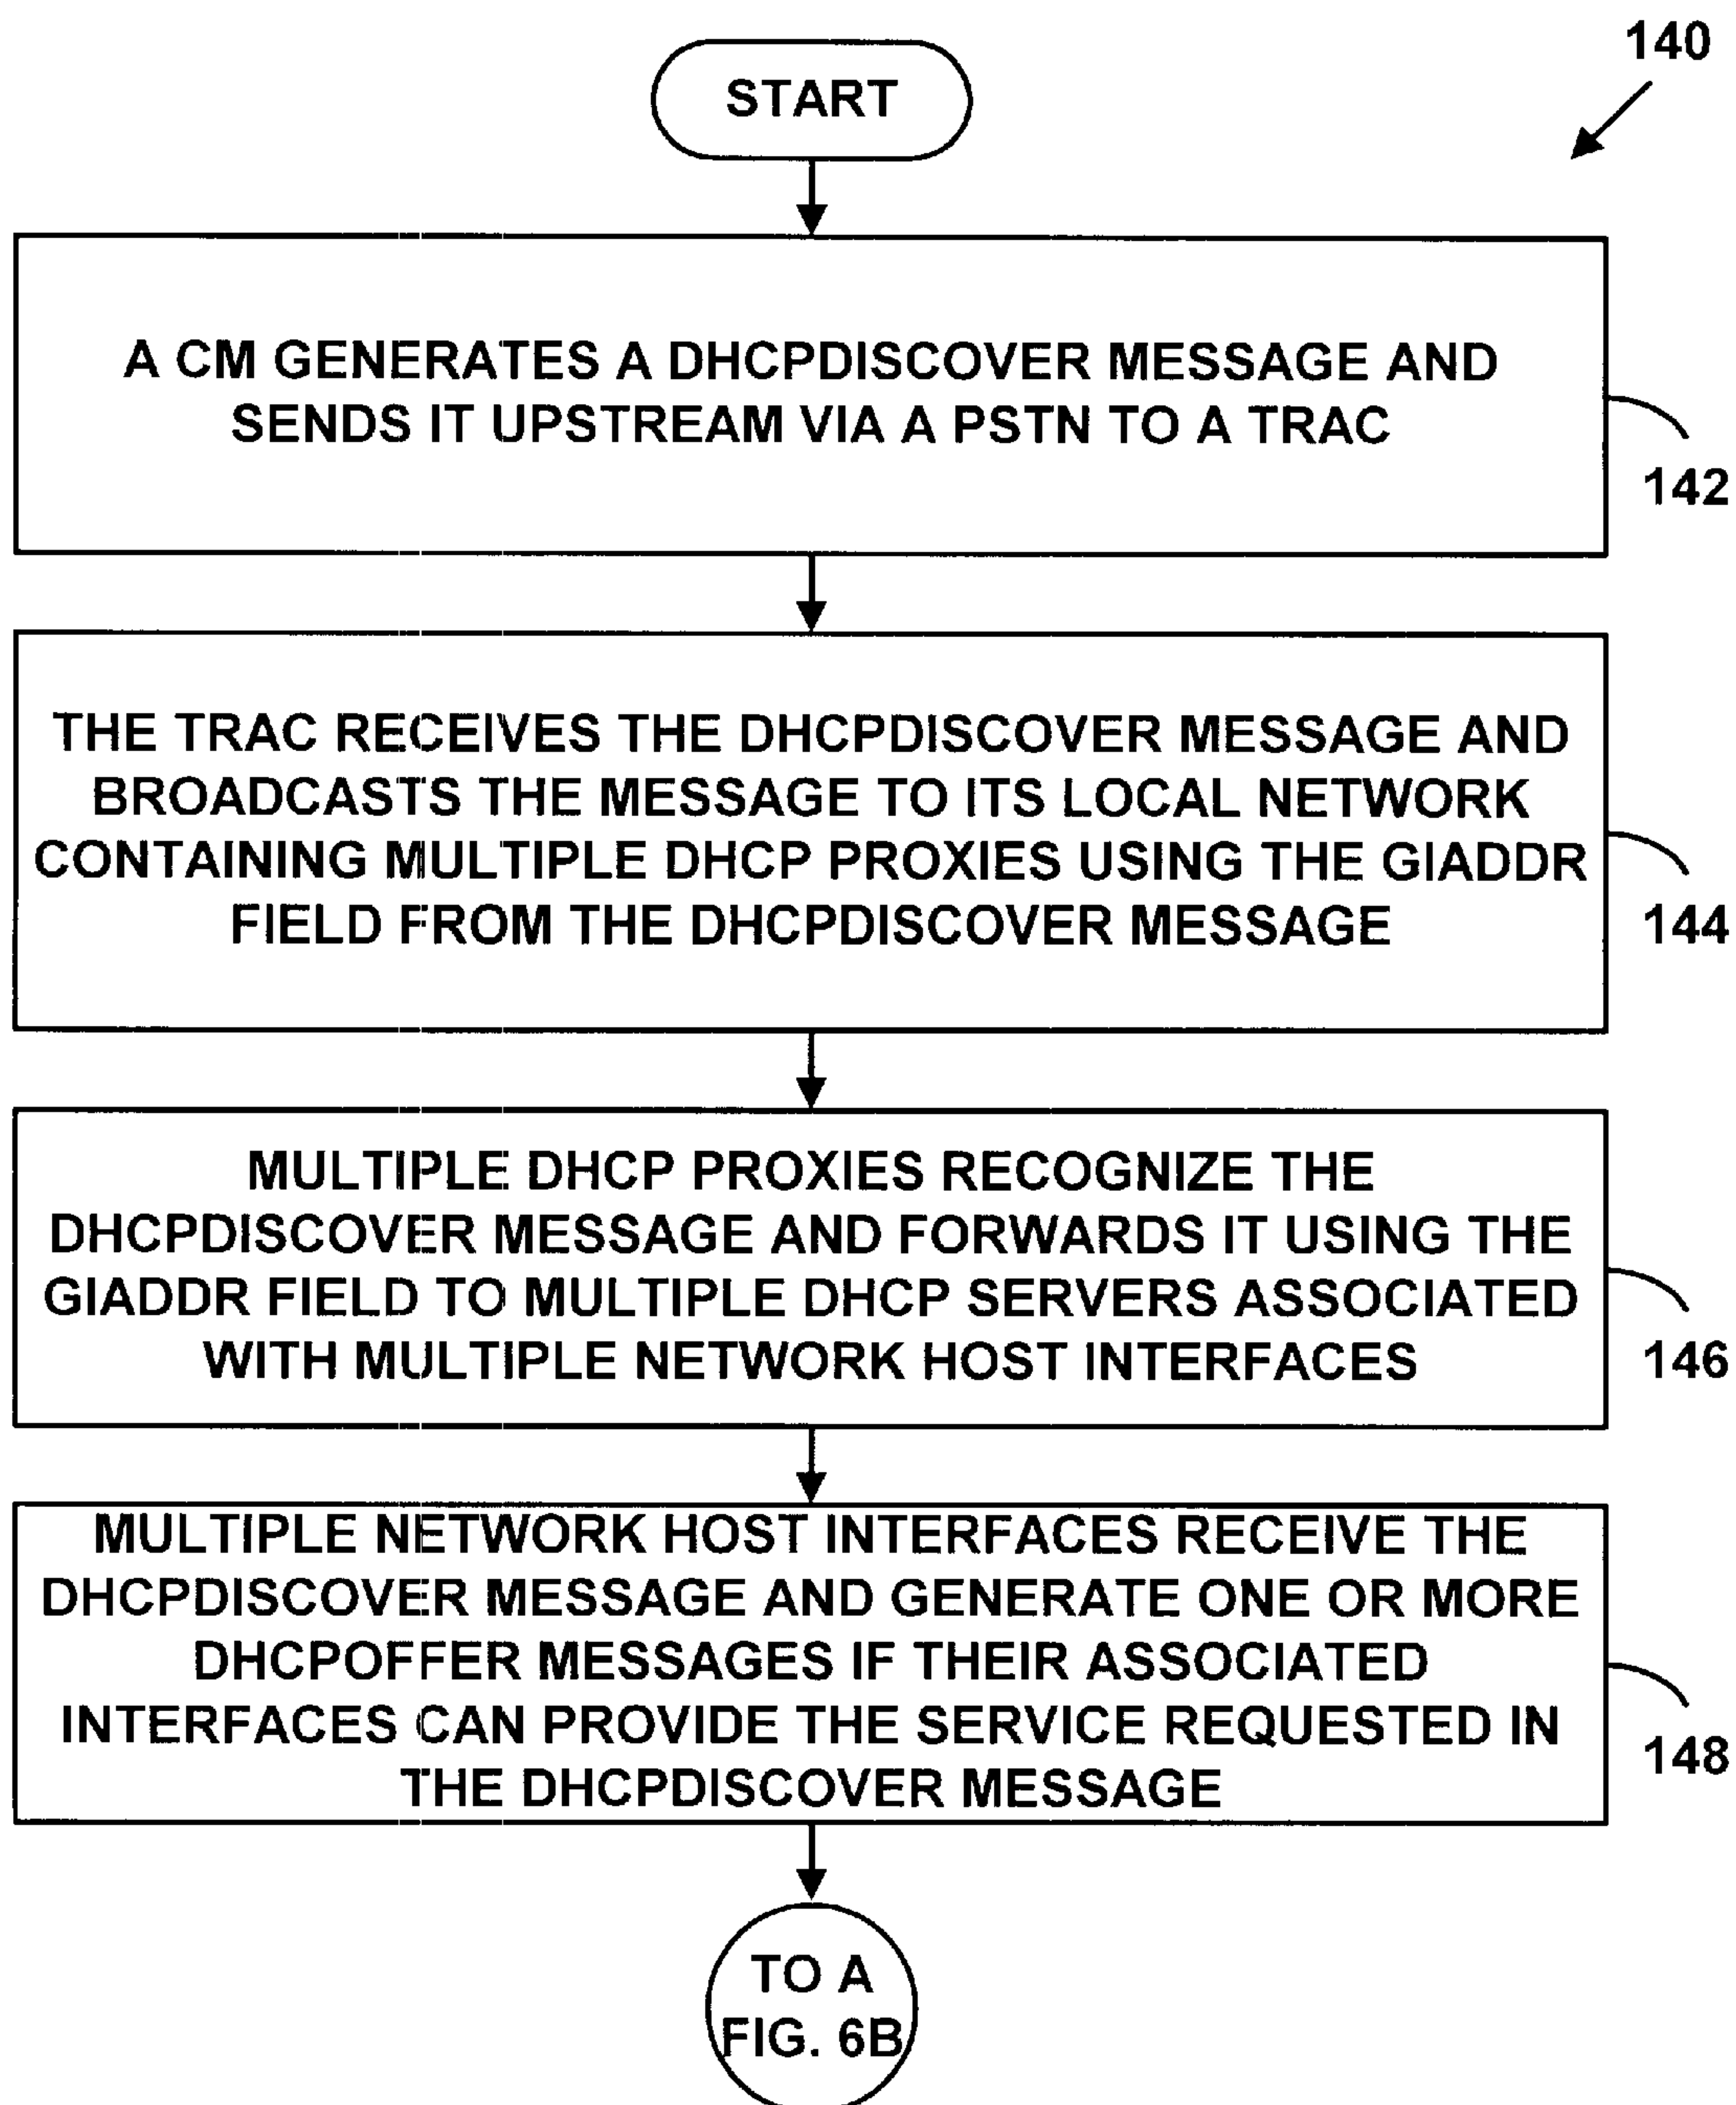 140
START
A CM GENERATES A DHCPDISCOVER MESSAGE AND
SENDS IT UPSTREAM VIA A PSTN TO A TRAC
142
THE TRAC RECEIVES THE DHCPDISCOVER MESSAGE AND
BROADCASTS THE MESSAGE TO ITS LOCAL NETWORK
CONTAINING MULTIPLE DHCP PROXIES USING THE GIADDR
FIELD FROM THE DHCPDISCOVER MESSAGE
144
MULTIPLE DHCP PROXIES RECOGNIZE THE
DHCPDISCOVER MESSAGE AND FORWARDS IT USING THE
GIADDR FIELD TO MULTIPLE DHCP SERVERS ASSOCIATED
WITH MULTIPLE NETWORK HOST INTERFACES
146
MULTIPLE NETWORK HOST INTERFACES RECEIVE THE
DHCPDISCOVER MESSAGE AND GENERATE ONE OR MORE
DHCPOFFER MESSAGES IF THEIR ASSOCIATED
INTERFACES CAN PROVIDE THE SERVICE REQUESTED IN
THE DHCPDISCOVER MESSAGE
148
TO A
FIG. 6B